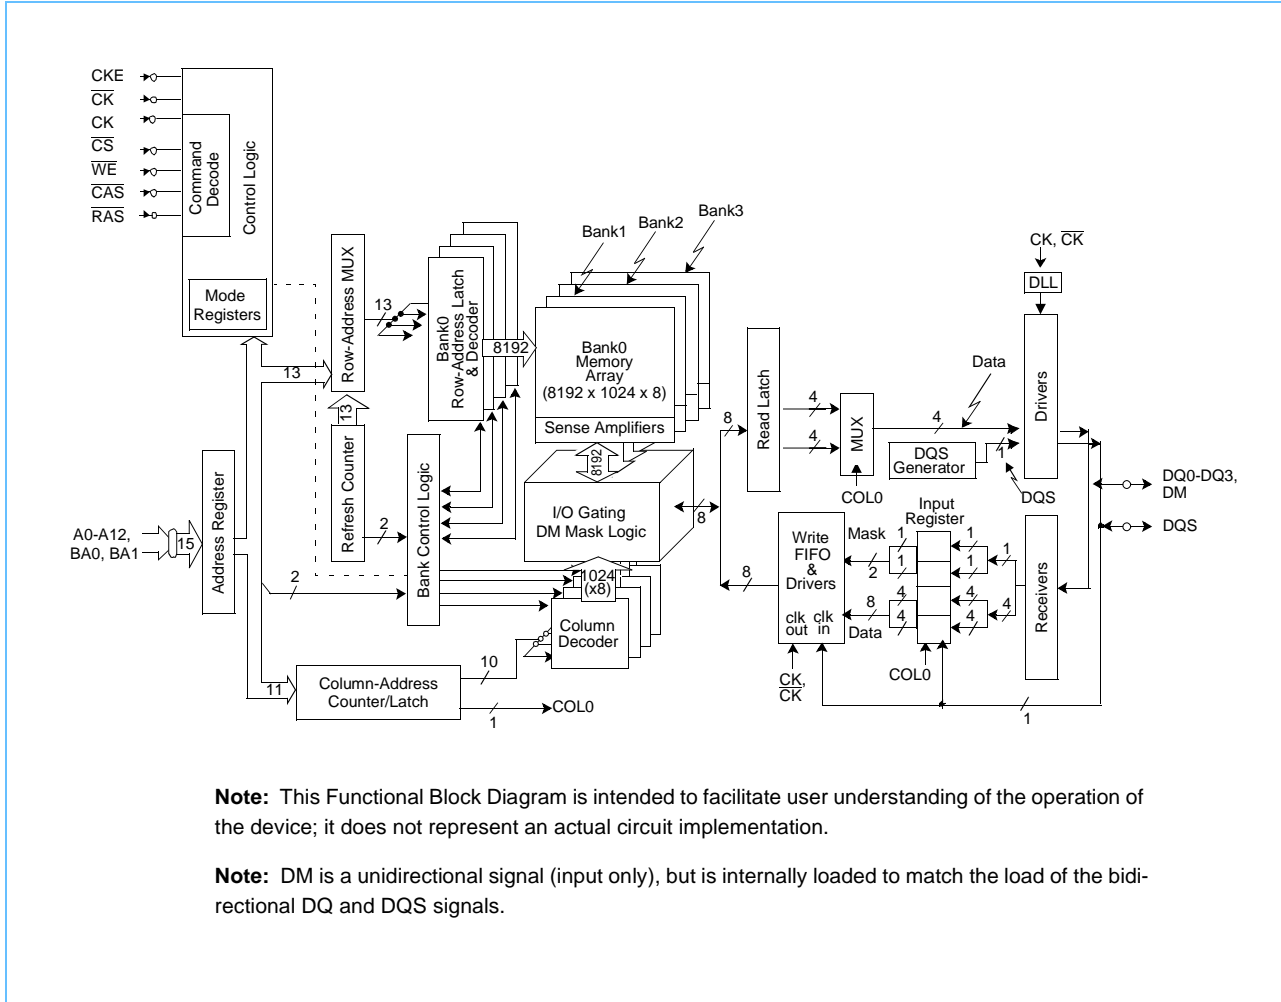 CKE
CK
CK
CS
WE
CAS
RAS
Command
Decode
Control Logic
Mode
Registers
Row-Address MUX
13
13
13
Refresh Counter
Bank0
Row-Address Latch
& Decoder
8192
Bank1
Bank2
Bank3
Bank0
Memory
Array
(8192 x 1024 x 8)
Sense Amplifiers
8192
I/O Gating
DM Mask Logic
Bank Control Logic
2
2
A0-A12,
BA0, BA1
15
Address Register
11
Column-Address
Counter/Latch
10
1
COL0
1024
(x8)
Column
Decoder
8
8
8
Read Latch
4
4
MUX
COL0
4
Data
DQS
Generator
1
DQS
CK, CK
DLL
Drivers
DQ0-DQ3,
DM
DQS
Input
Register
Write
FIFO
&
Drivers
clk
out
clk
in
Mask
2
8
Data
1
1
4
4
1
1
4
4
1
4
Receivers
COL0
CK,
CK
1
Note: This Functional Block Diagram is intended to facilitate user understanding of the operation of
the device; it does not represent an actual circuit implementation.
Note: DM is a unidirectional signal (input only), but is internally loaded to match the load of the bidi-
rectional DQ and DQS signals.